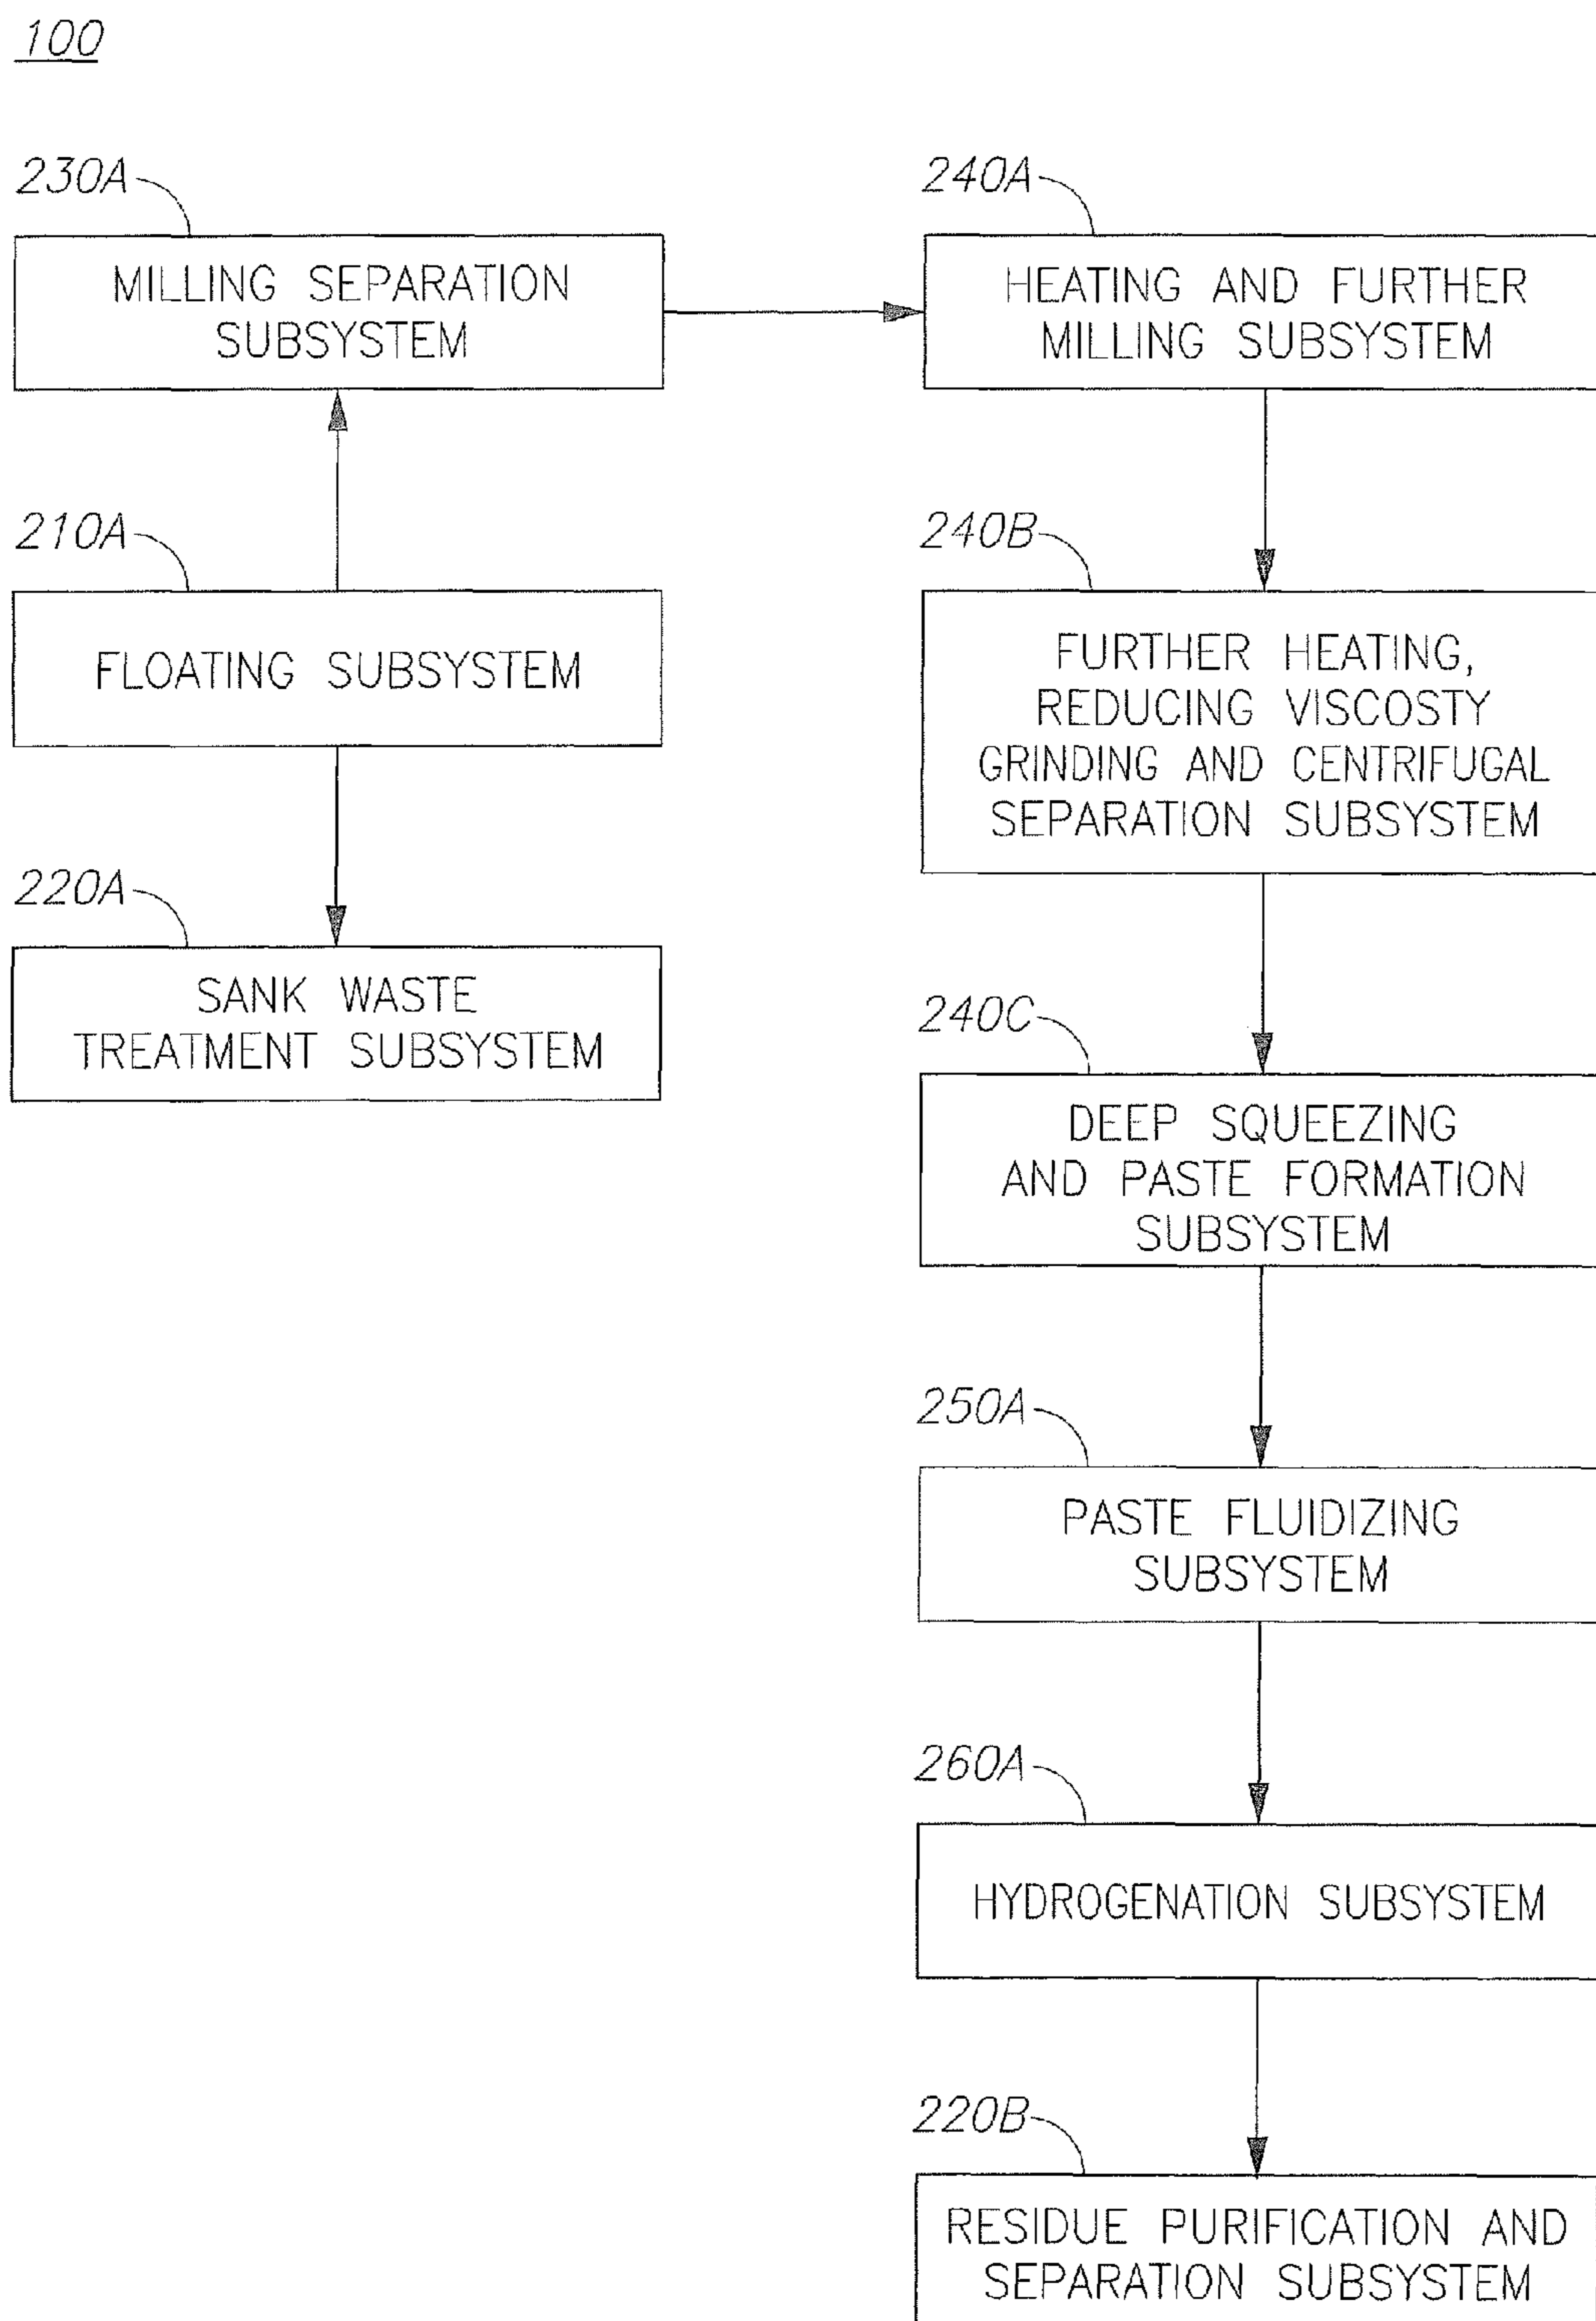 100
230A
MILLING SEPARATION
SUBSYSTEM
210A
FLOATING SUBSYSTEM
220A
SANK WASTE
TREATMENT SUBSYSTEM
240A
HEATING AND FURTHER
MILLING SUBSYSTEM
240B
FURTHER HEATING,
REDUCING VISCOSTY
GRINDING AND CENTRIFUGAL
SEPARATION SUBSYSTEM
240C
DEEP SQUEEZING
AND PASTE FORMATION
SUBSYSTEM
250A
PASTE FLUIDIZING
SUBSYSTEM
260A
HYDROGENATION SUBSYSTEM
220B
RESIDUE PURIFICATION AND
SEPARATION SUBSYSTEM